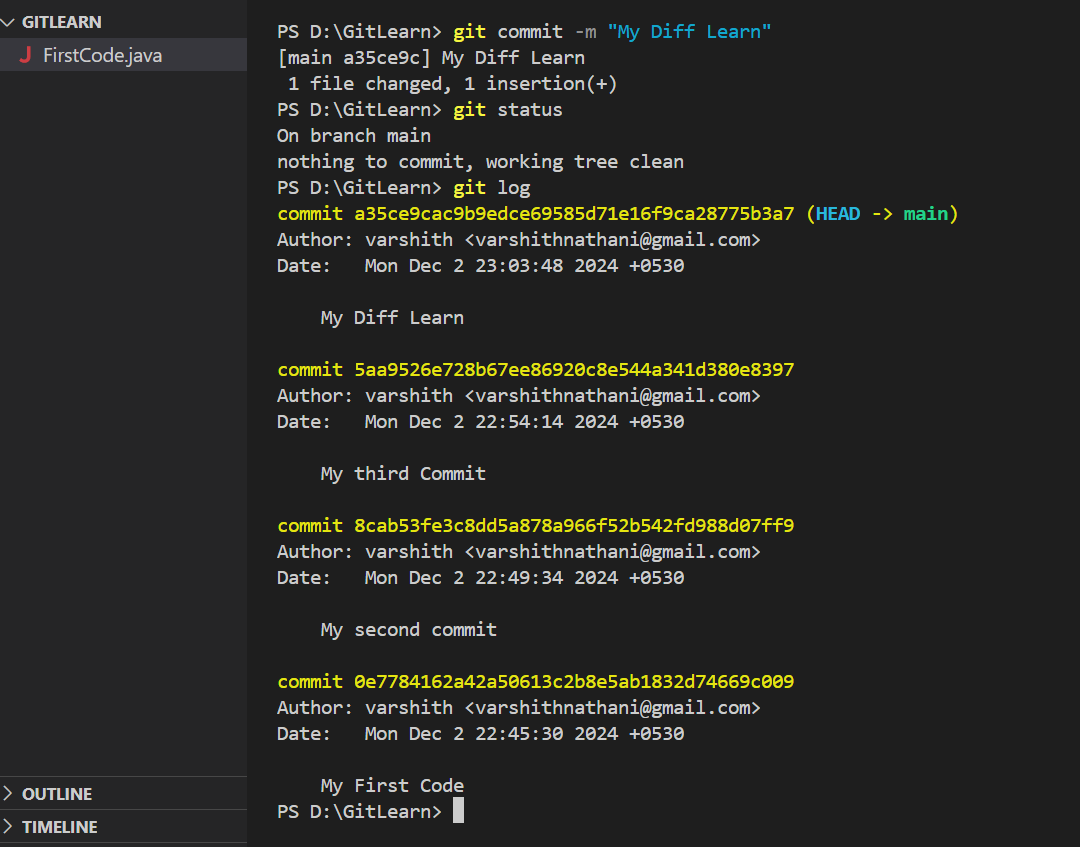 GITLEARN
J FirstCode.java
OUTLINE
TIMELINE
PS D:\GitLearn> git commit -m "My Diff Learn"
[main a35ce9c] My Diff Learn
 1 file changed, 1 insertion(+)
PS D:\GitLearn> git status
On branch main
nothing to commit, working tree clean
PS D:\GitLearn> git log
commit a35ce9cac9b9edce69585d71e16f9ca28775b3a7 (HEAD -> main)
Author: varshith <varshithnathani@gmail.com>
Date:   Mon Dec 2 23:03:48 2024 +0530

    My Diff Learn

commit 5aa9526e728b67ee86920c8e544a341d380e8397
Author: varshith <varshithnathani@gmail.com>
Date:   Mon Dec 2 22:54:14 2024 +0530

    My third Commit

commit 8cab53fe3c8dd5a878a966f52b542fd988d07ff9
Author: varshith <varshithnathani@gmail.com>
Date:   Mon Dec 2 22:49:34 2024 +0530

    My second commit

commit 0e7784162a42a50613c2b8e5ab1832d74669c009
Author: varshith <varshithnathani@gmail.com>
Date:   Mon Dec 2 22:45:30 2024 +0530

    My First Code
PS D:\GitLearn>